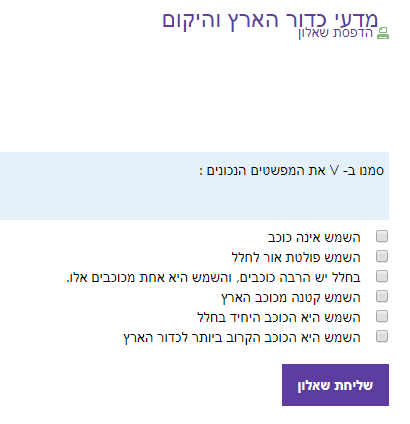 מדעי כדור הארץ והיקום
הדפסת שאלון
סמנו ב- V את המפשטים הנכונים :
השמש אינה כוכב
השמש פולטת אור לחלל
בחלל יש הרבה כוכבים, והשמש היא אחת מכוכבים אלו.
השמש קטנה מכוכב הארץ
השמש היא הכוכב היחיד בחלל
השמש היא הכוכב הקרוב ביותר לכדור הארץ
שליחת שאלון